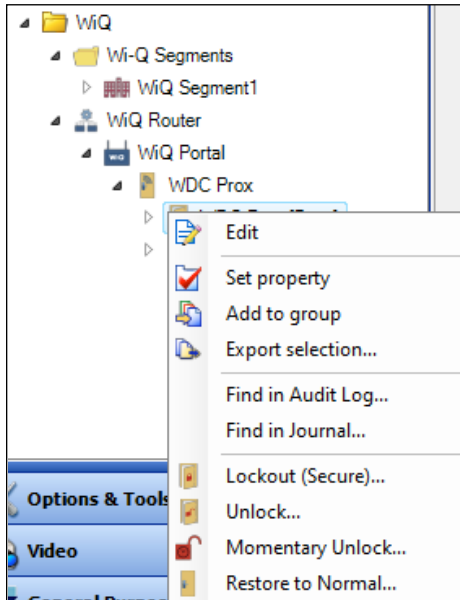 WiQ
Wi-Q Segments
WiQ Segment1
WiQ Router
WiQ Portal
WDC Prox
Edit
Set property
Add to group
Export selection...
Find in Audit Log...
Find in Journal...
Lockout (Secure)...
Options & Tools
Unlock...
Video
Momentary Unlock...
Restore to Normal...